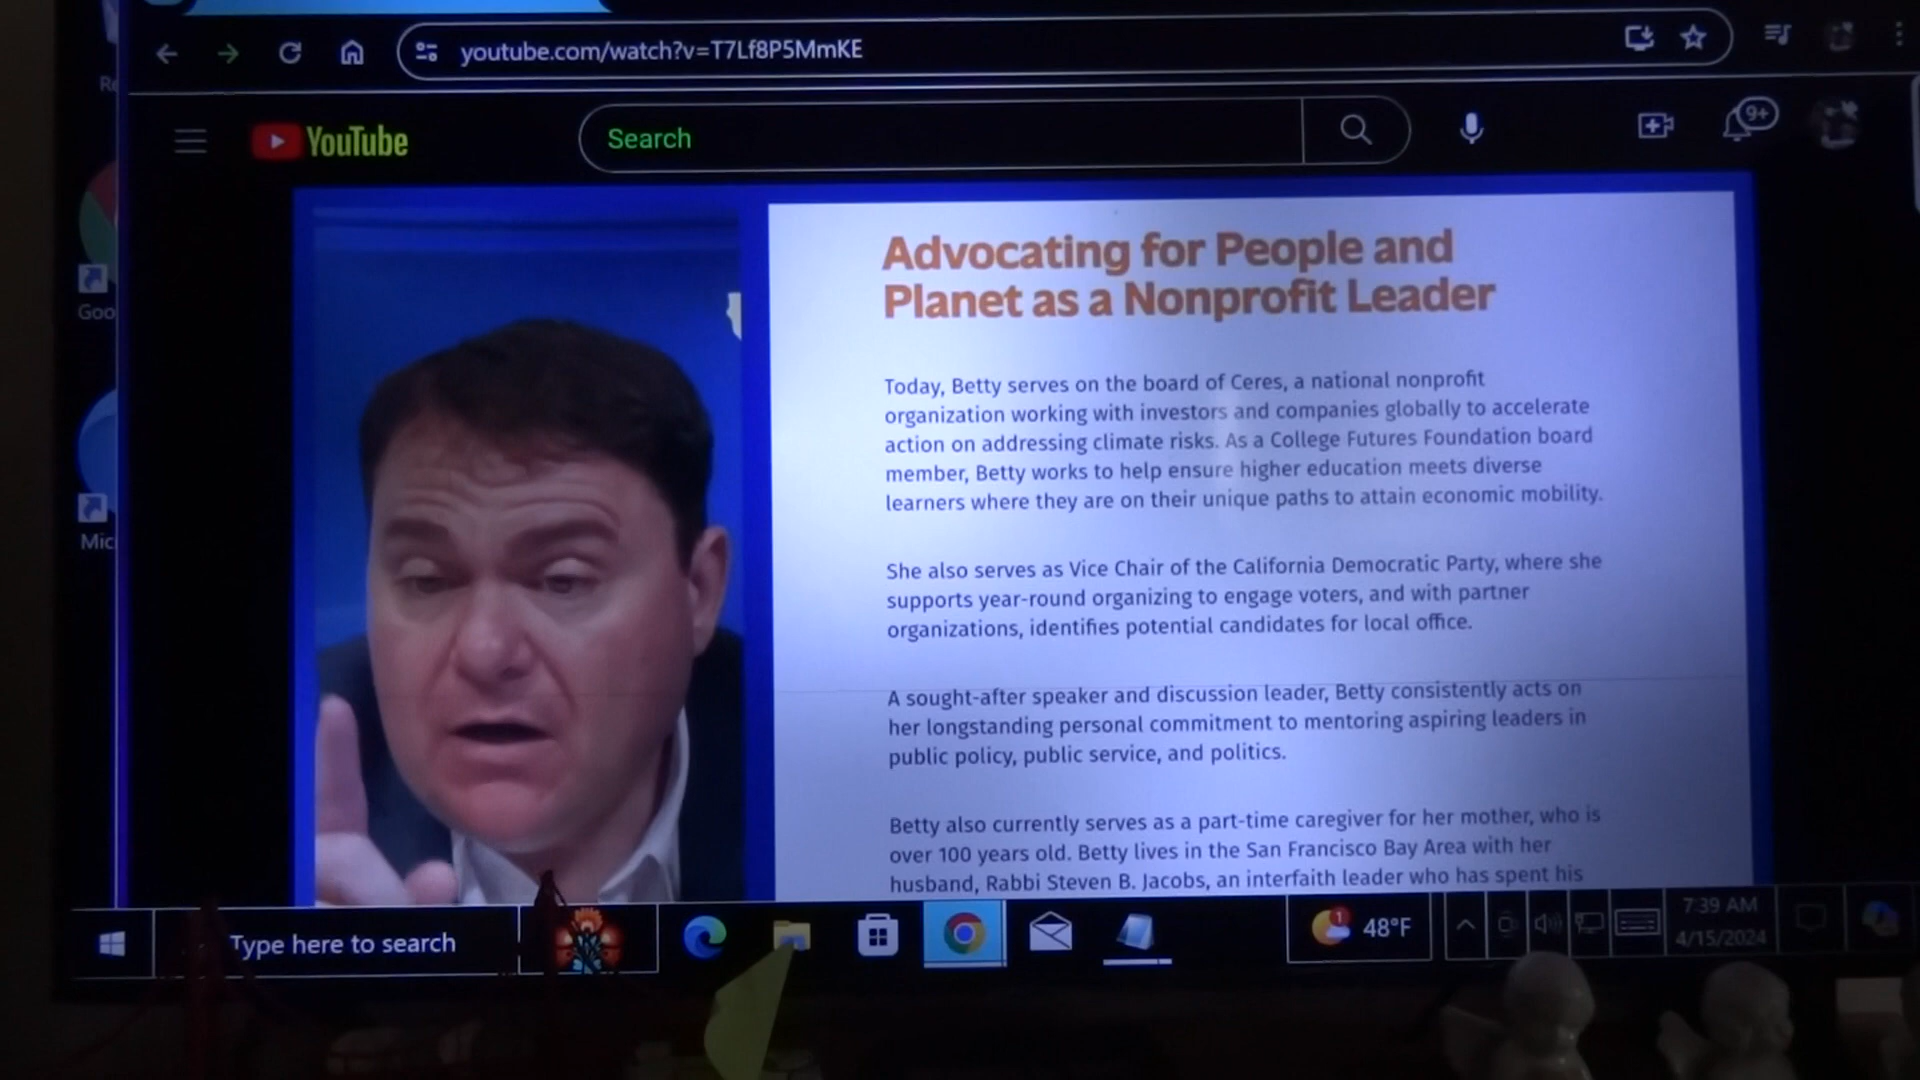 youtube.com/watch?v=T7Lf8P5MmKE
YouTube
Search
9+
Advocating for People and
Planet as a Nonprofit Leader
Today, Betty serves on the board of Ceres, a national nonprofit
organization working with investors and companies globally to accelerate
action on addressing climate risks. As a College Futures Foundation board
member, Betty works to help ensure higher education meets diverse
learners where they are on their unique paths to attain economic mobility.
She also serves as Vice Chair of the California Democratic Party, where she
supports year-round organizing to engage voters, and with partner
organizations, identifies potential candidates for local office.
A sought-after speaker and discussion leader, Betty consistently acts on
her longstanding personal commitment to mentoring aspiring leaders in
public policy, public service, and politics.
Betty also currently serves as a part-time caregiver for her mother, who is
over 100 years old. Betty lives in the San Francisco Bay Area with her
husband, Rabbi Steven B. Jacobs, an interfaith leader who has spent his
Re
Goo
Mic
Type here to search
1
48°F
7:39 AM
4/15/2024